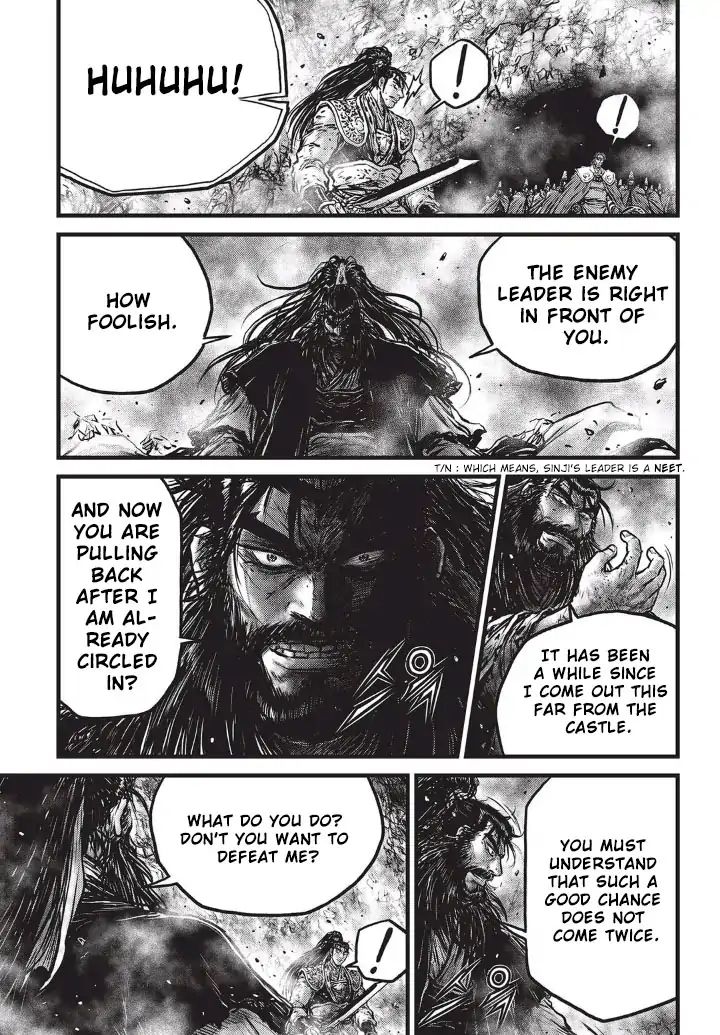 HUHUHU!
!
!
HOW
FOOLISH.
THE ENEMY
LEADER IS RIGHT
IN FRONT OF
YOU.
T/N : WHICH MEANS, SINJI'S LEADER IS A NEET.
AND NOW
YOU ARE
PULLING
BACK
AFTER I
AM AL-
READY
CIRCLED
IN?
IT HAS BEEN
A WHILE SINCE
I COME OUT THIS
FAR FROM THE
CASTLE.
WHAT DO YOU DO?
DON'T YOU WANT TO
DEFEAT ME?
!
YOU MUST
UNDERSTAND
THAT SUCH A
GOOD CHANCE
DOES NOT
COME TWICE.